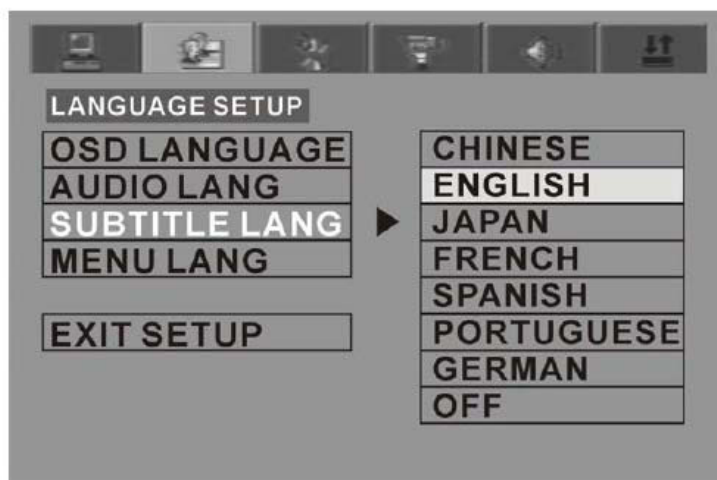 LANGUAGE SETUP
OSD LANGUAGE
AUDIO LANG
SUBTITLE LANG
MENU LANG
EXIT SETUP
CHINESE
ENGLISH
JAPAN
FRENCH
SPANISH
PORTUGUESE
GERMAN
OFF